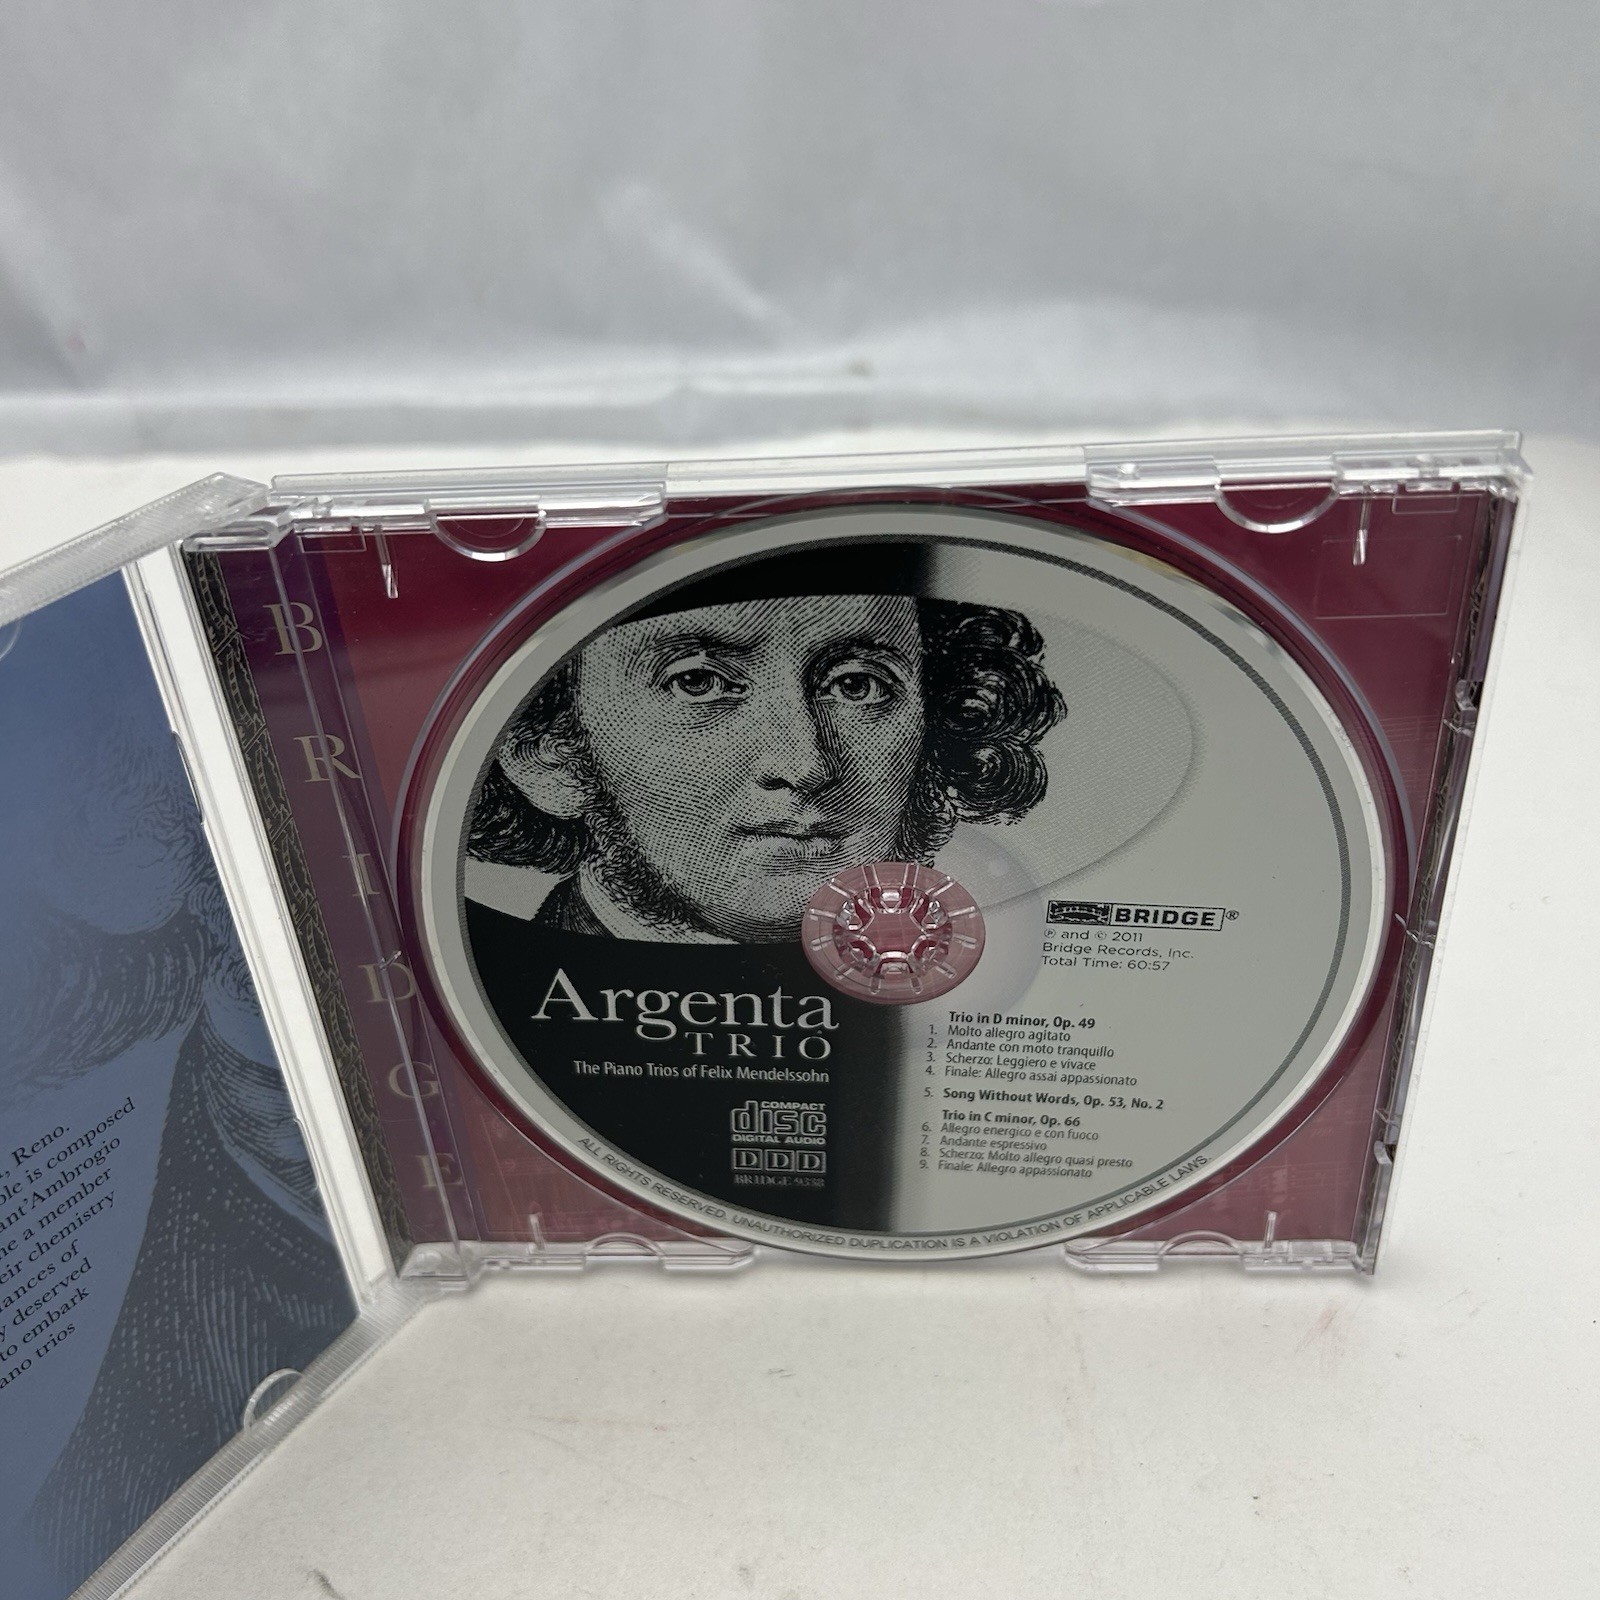 , Reno.
ble is composed
ant'Ambrogio
me a member
eir chemistry
ances of
y deserved
to embark
ano trios
BRIDGE
BRIDGE®
℗ and © 2011
Bridge Records, Inc.
Total Time: 60:57
Argenta
TRIO
The Piano Trios of Felix Mendelssohn
COMPACT
disc
DIGITAL AUDIO
DDD
BRIDGE 9338
Trio in D minor, Op. 49
1. Molto allegro agitato
2. Andante con moto tranquillo
3. Scherzo: Leggiero e vivace
4. Finale: Allegro assai appassionato
5. Song Without Words, Op. 53, No. 2
Trio in C minor, Op. 66
6. Allegro energico e con fuoco
7. Andante espressivo
8. Scherzo: Molto allegro quasi presto
9. Finale: Allegro appassionato
ALL RIGHTS RESERVED. UNAUTHORIZED DUPLICATION IS A VIOLATION OF APPLICABLE LAWS.